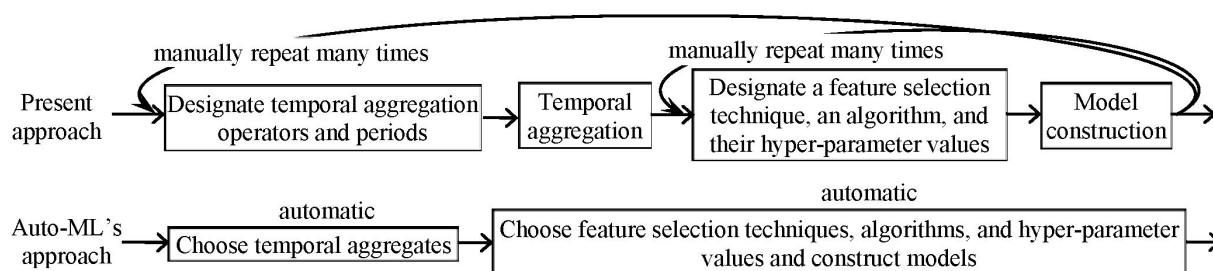 manually repeat many times
manually repeat many times
Present
approach
Designate temporal aggregation
operators and periods
Temporal
aggregation
Designate a feature selection
technique, an algorithm, and
their hyper-parameter values
Model
construction
Auto-ML's
approach
automatic
Choose temporal aggregates
automatic
Choose feature selection techniques, algorithms, and hyper-parameter
values and construct models